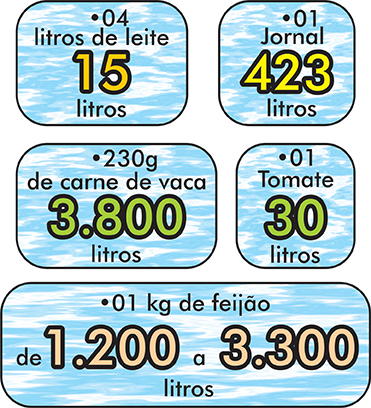 •04
litros de leite
15
litros
•01
Jornal
423
litros
•230g
de carne de vaca
3.800
litros
•01
Tomate
30
litros
•01 kg de feijão
de 1.200 a 3.300
litros